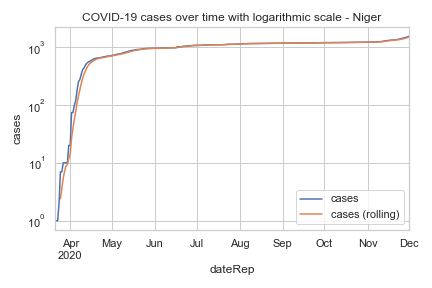 COVID-19 cases over time with logarithmic scale - Niger
cases
10³
10²
10¹
10⁰
cases
cases (rolling)
Apr May Jun Jul Aug Sep Oct Nov Dec
2020
dateRep